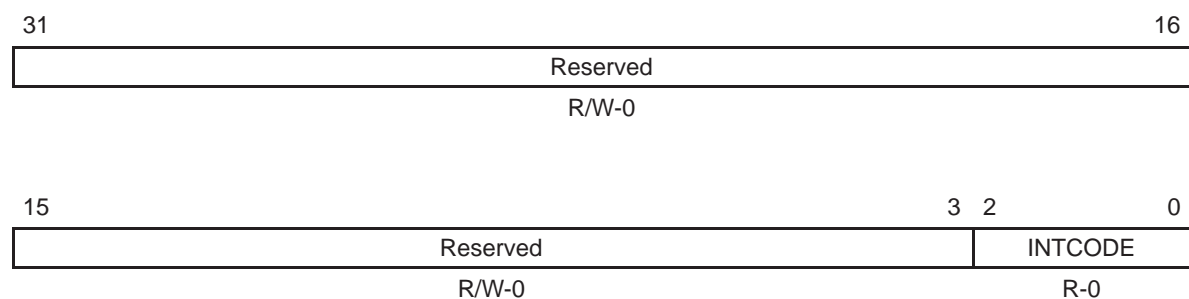 31 16
Reserved
R/W-0
15 3 2 0
Reserved INTCODE
R/W-0 R-0